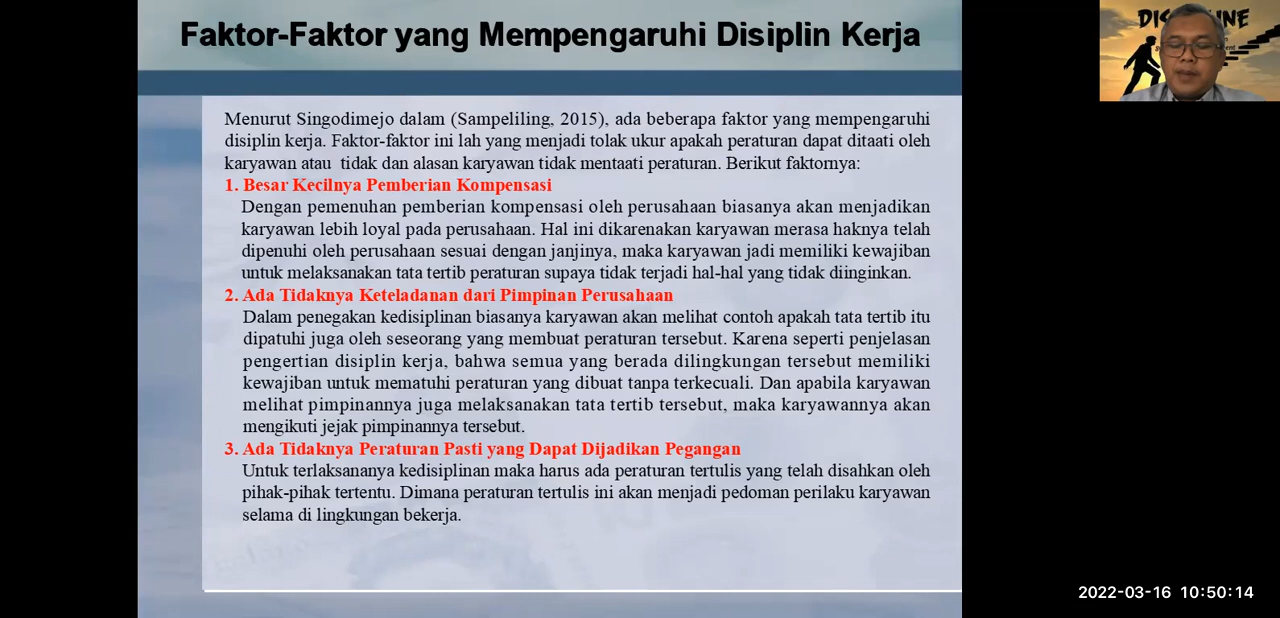 Faktor-Faktor yang Mempengaruhi Disiplin Kerja
Menurut Singodimejo dalam (Sampeliling, 2015), ada beberapa faktor yang mempengaruhi
disiplin kerja. Faktor-faktor ini lah yang menjadi tolak ukur apakah peraturan dapat ditaati oleh
karyawan atau  tidak dan alasan karyawan tidak mentaati peraturan. Berikut faktornya:
1. Besar Kecilnya Pemberian Kompensasi
Dengan pemenuhan pemberian kompensasi oleh perusahaan biasanya akan menjadikan
karyawan lebih loyal pada perusahaan. Hal ini dikarenakan karyawan merasa haknya telah
dipenuhi oleh perusahaan sesuai dengan janjinya, maka karyawan jadi memiliki kewajiban
untuk melaksanakan tata tertib peraturan supaya tidak terjadi hal-hal yang tidak diinginkan.
2. Ada Tidaknya Keteladanan dari Pimpinan Perusahaan
Dalam penegakan kedisiplinan biasanya karyawan akan melihat contoh apakah tata tertib itu
dipatuhi juga oleh seseorang yang membuat peraturan tersebut. Karena seperti penjelasan
pengertian disiplin kerja, bahwa semua yang berada dilingkungan tersebut memiliki
kewajiban untuk mematuhi peraturan yang dibuat tanpa terkecuali. Dan apabila karyawan
melihat pimpinannya juga melaksanakan tata tertib tersebut, maka karyawannya akan
mengikuti jejak pimpinannya tersebut.
3. Ada Tidaknya Peraturan Pasti yang Dapat Dijadikan Pegangan
Untuk terlaksananya kedisiplinan maka harus ada peraturan tertulis yang telah disahkan oleh
pihak-pihak tertentu. Dimana peraturan tertulis ini akan menjadi pedoman perilaku karyawan
selama di lingkungan bekerja.
2022-03-16 10:50:14